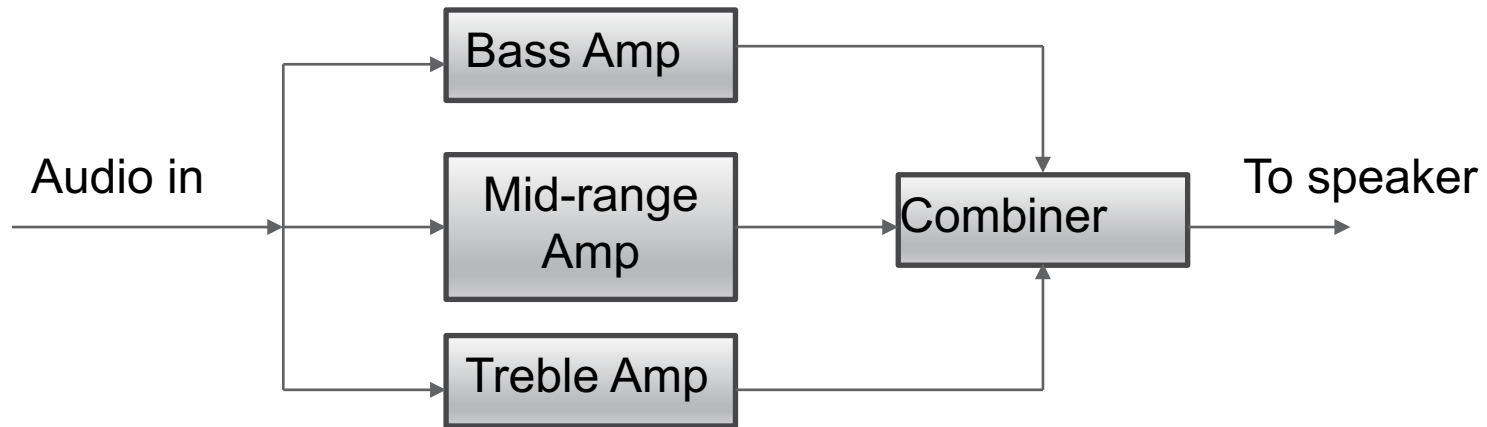 Audio in
Bass Amp
Mid-range
Amp
Treble Amp
Combiner
To speaker